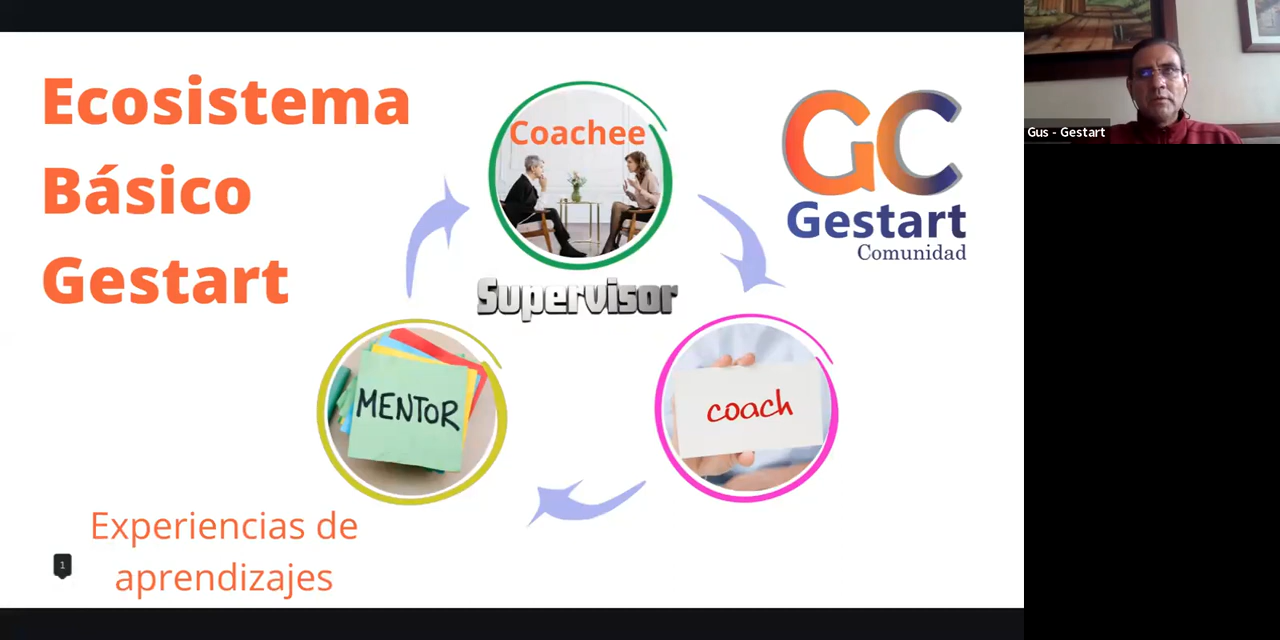 Ecosistema
Básico
Gestart
Coachee
GC
Gestart
Comunidad
Supervisor
MENTOR
coach
Experiencias de
aprendizajes
1
Gus - Gestart